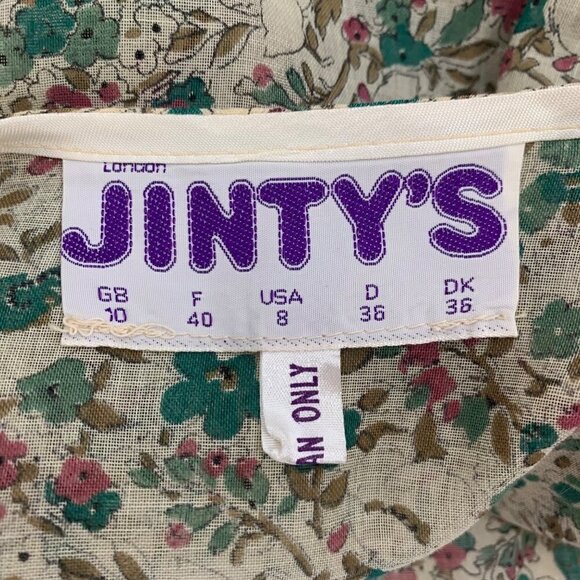 London
JINTY'S
GB F USA D DK
10 40 8 36 36
AN ONLY